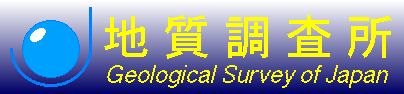 地質調査所
Geological Survey of Japan